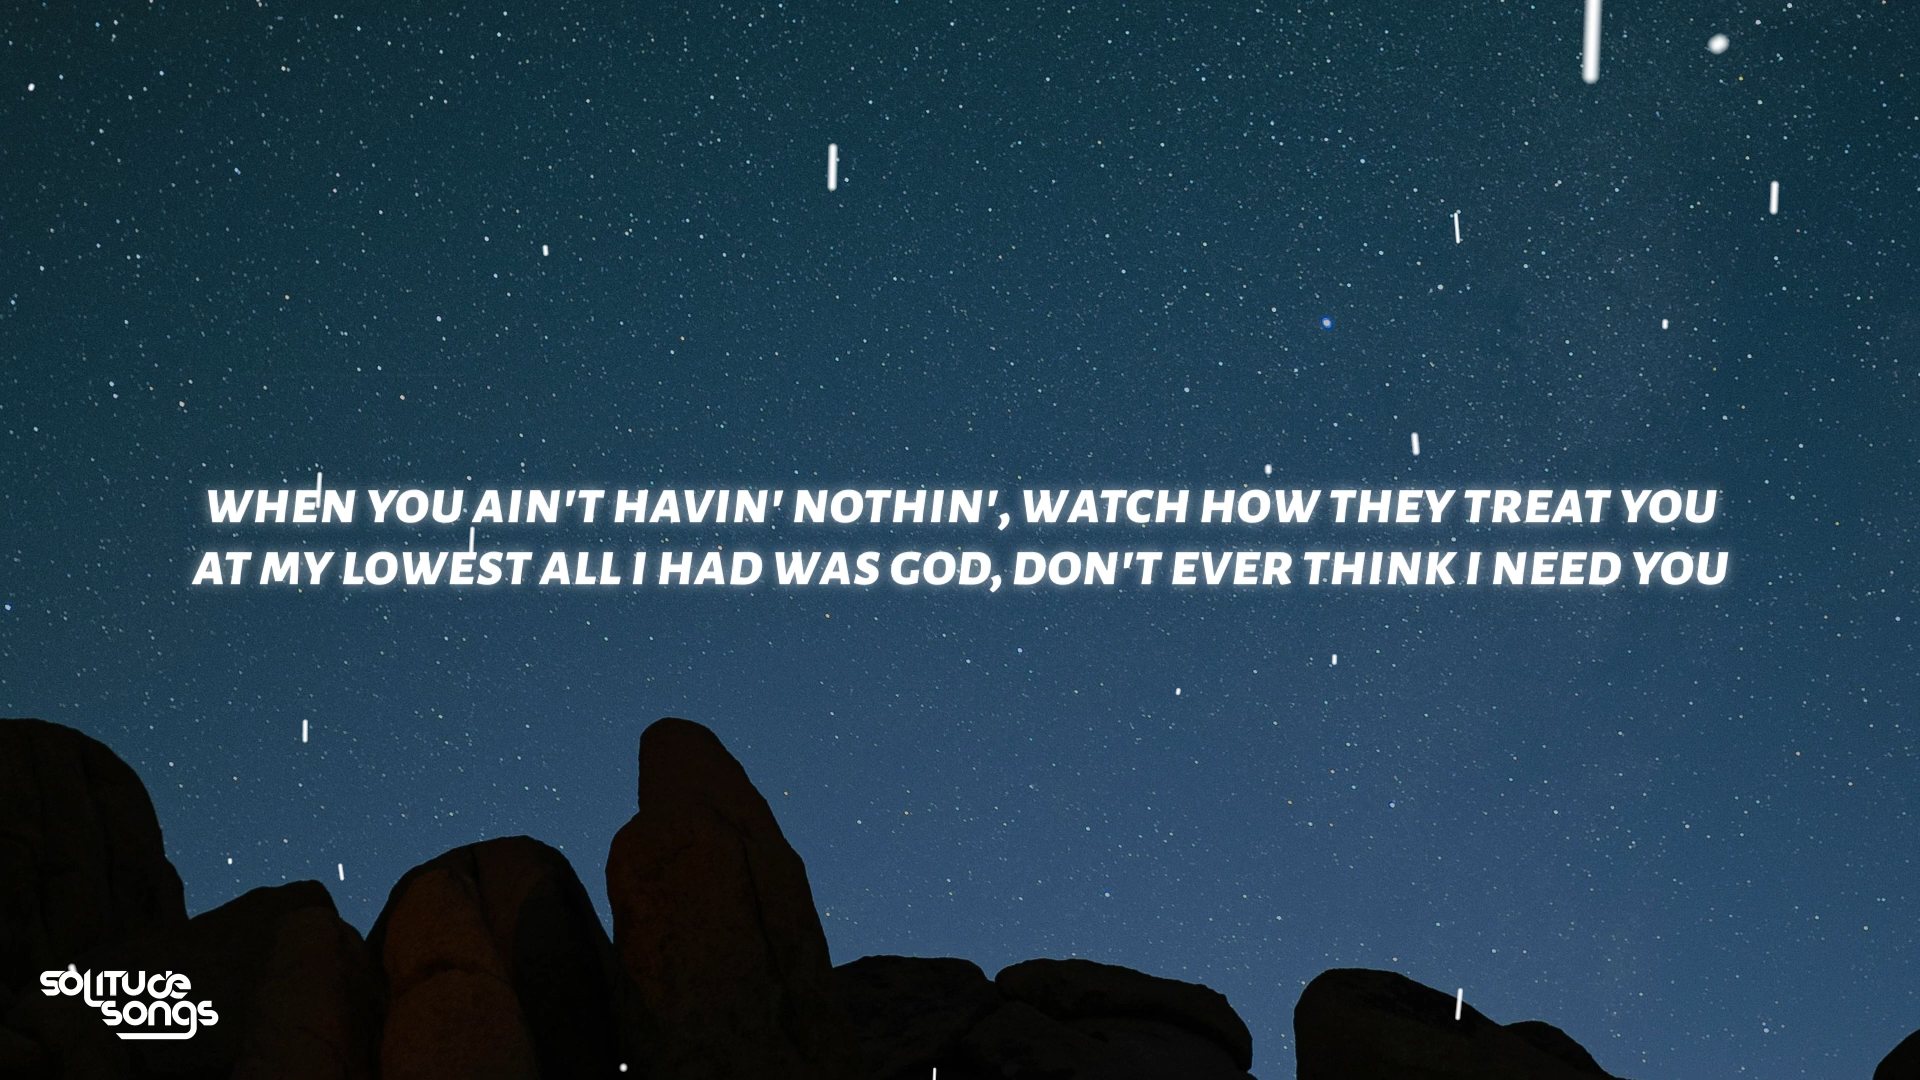 WHEN YOU AIN'T HAVIN' NOTHIN', WATCH HOW THEY TREAT YOU
AT MY LOWEST ALL I HAD WAS GOD, DON'T EVER THINK I NEED YOU
SOLITUDE
SONGS